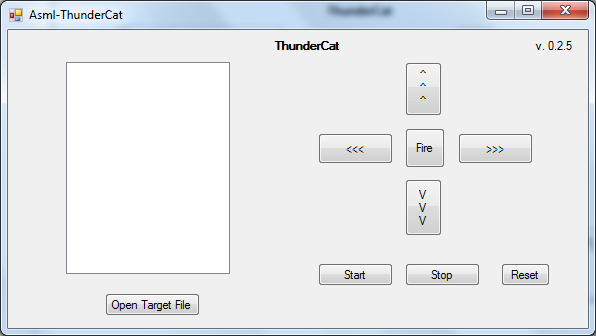 Asml-ThunderCat
ThunderCat
v. 0.2.5
^
^
^
<<<
Fire
>>>
V
V
V
Start
Stop
Reset
Open Target File